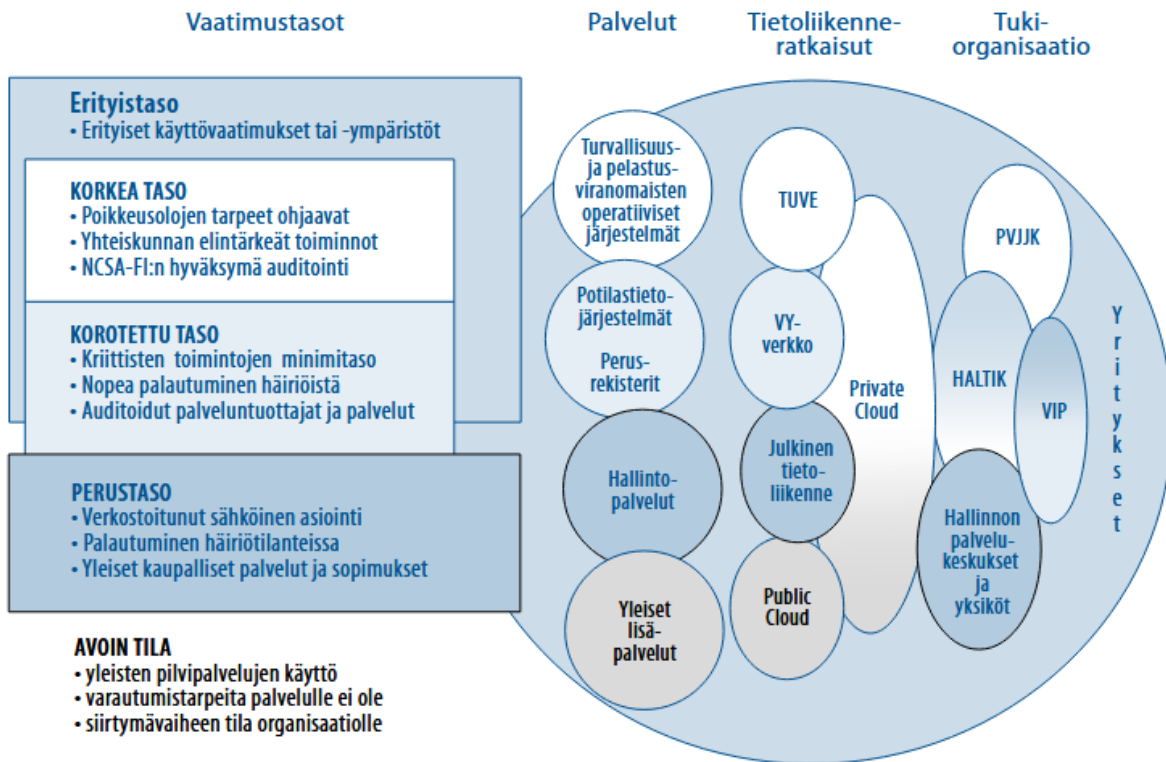 Vaatimustasot
Palvelut
Tietoliikenne-
ratkaisut
Tuki-
organisaatio
Erityistaso
• Erityiset käyttövaatimukset tai -ympäristöt
KORKEA TASO
• Poikkeusolojen tarpeet ohjaavat
• Yhteiskunnan elintärkeät toiminnot
• NCSA-FI:n hyväksymä auditointi
KOROTETTU TASO
• Kriittisten toimintojen minimitaso
• Nopea palautuminen häiriöistä
• Auditoidut palveluntuottajat ja palvelut
PERUSTASO
• Verkostoitunut sähköinen asiointi
• Palautuminen häiriötilanteissa
• Yleiset kaupalliset palvelut ja sopimukset
AVOIN TILA
• yleisten pilvipalvelujen käyttö
• varautumistarpeita palvelulle ei ole
• siirtymävaiheen tila organisaatiolle
Turvallisuus-
ja pelastus-
viranomaisten
operatiiviset
järjestelmät
Potilastieto-
järjestelmät
Perus-
rekisterit
Hallinto-
palvelut
Yleiset
lisä-
palvelut
TUVE
VY-
verkko
Julkinen
tieto-
liikenne
Public
Cloud
Private
Cloud
PVJJK
HALTIK
VIP
Hallinnon
palvelu-
keskukset
ja
yksiköt
Yritykset